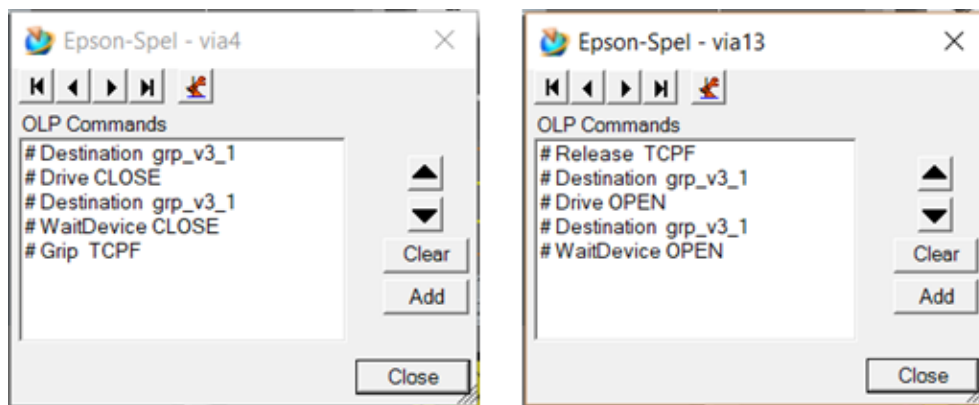 Epson-Spel - via4
OLP Commands
# Destination grp_v3_1
# Drive CLOSE
# Destination grp_v3_1
# WaitDevice CLOSE
# Grip TCPF
Clear
Add
Close
Epson-Spel - via13
OLP Commands
# Release TCPF
# Destination grp_v3_1
# Drive OPEN
# Destination grp_v3_1
# WaitDevice OPEN
Clear
Add
Close